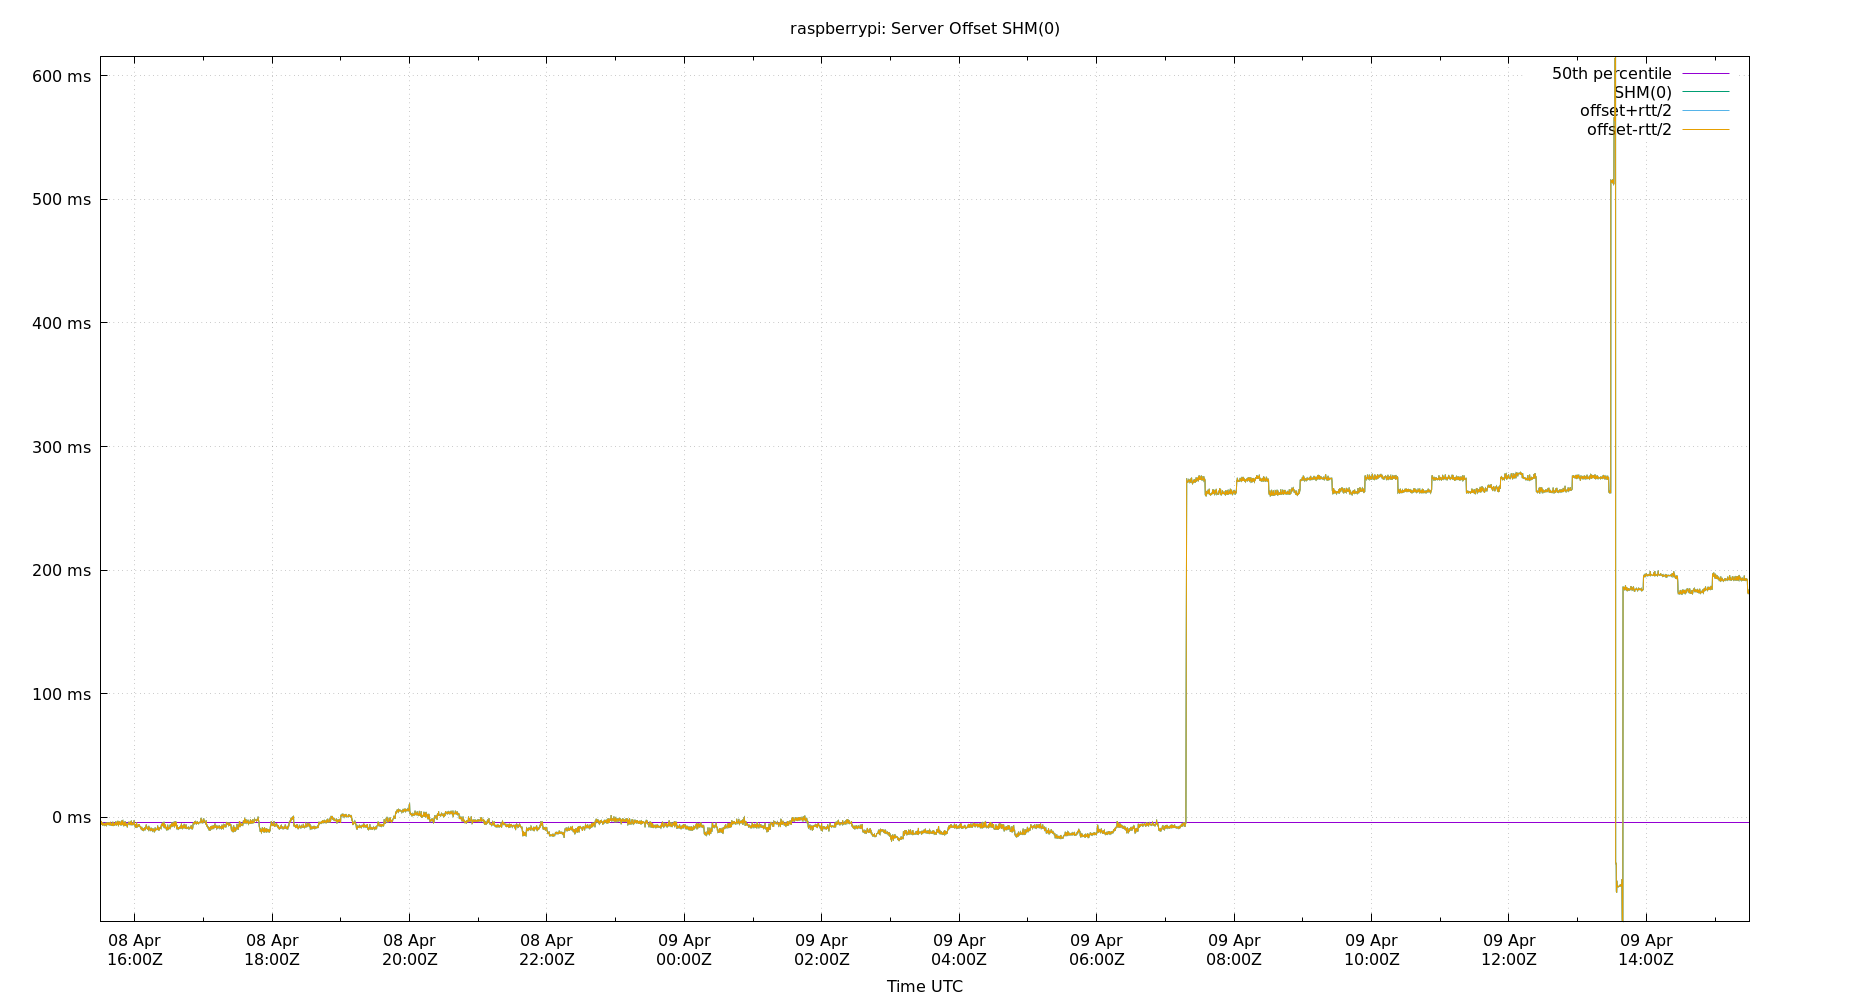 raspberrypi: Server Offset SHM(0)
600 ms
500 ms
400 ms
300 ms
200 ms
100 ms
0 ms
50th percentile
SHM(0)
offset+rtt/2
offset-rtt/2
08 Apr 08 Apr 08 Apr 08 Apr 09 Apr 09 Apr 09 Apr 09 Apr 09 Apr 09 Apr 09 Apr 09 Apr
16:00Z 18:00Z 20:00Z 22:00Z 00:00Z 02:00Z 04:00Z 06:00Z 08:00Z 10:00Z 12:00Z 14:00Z
Time UTC